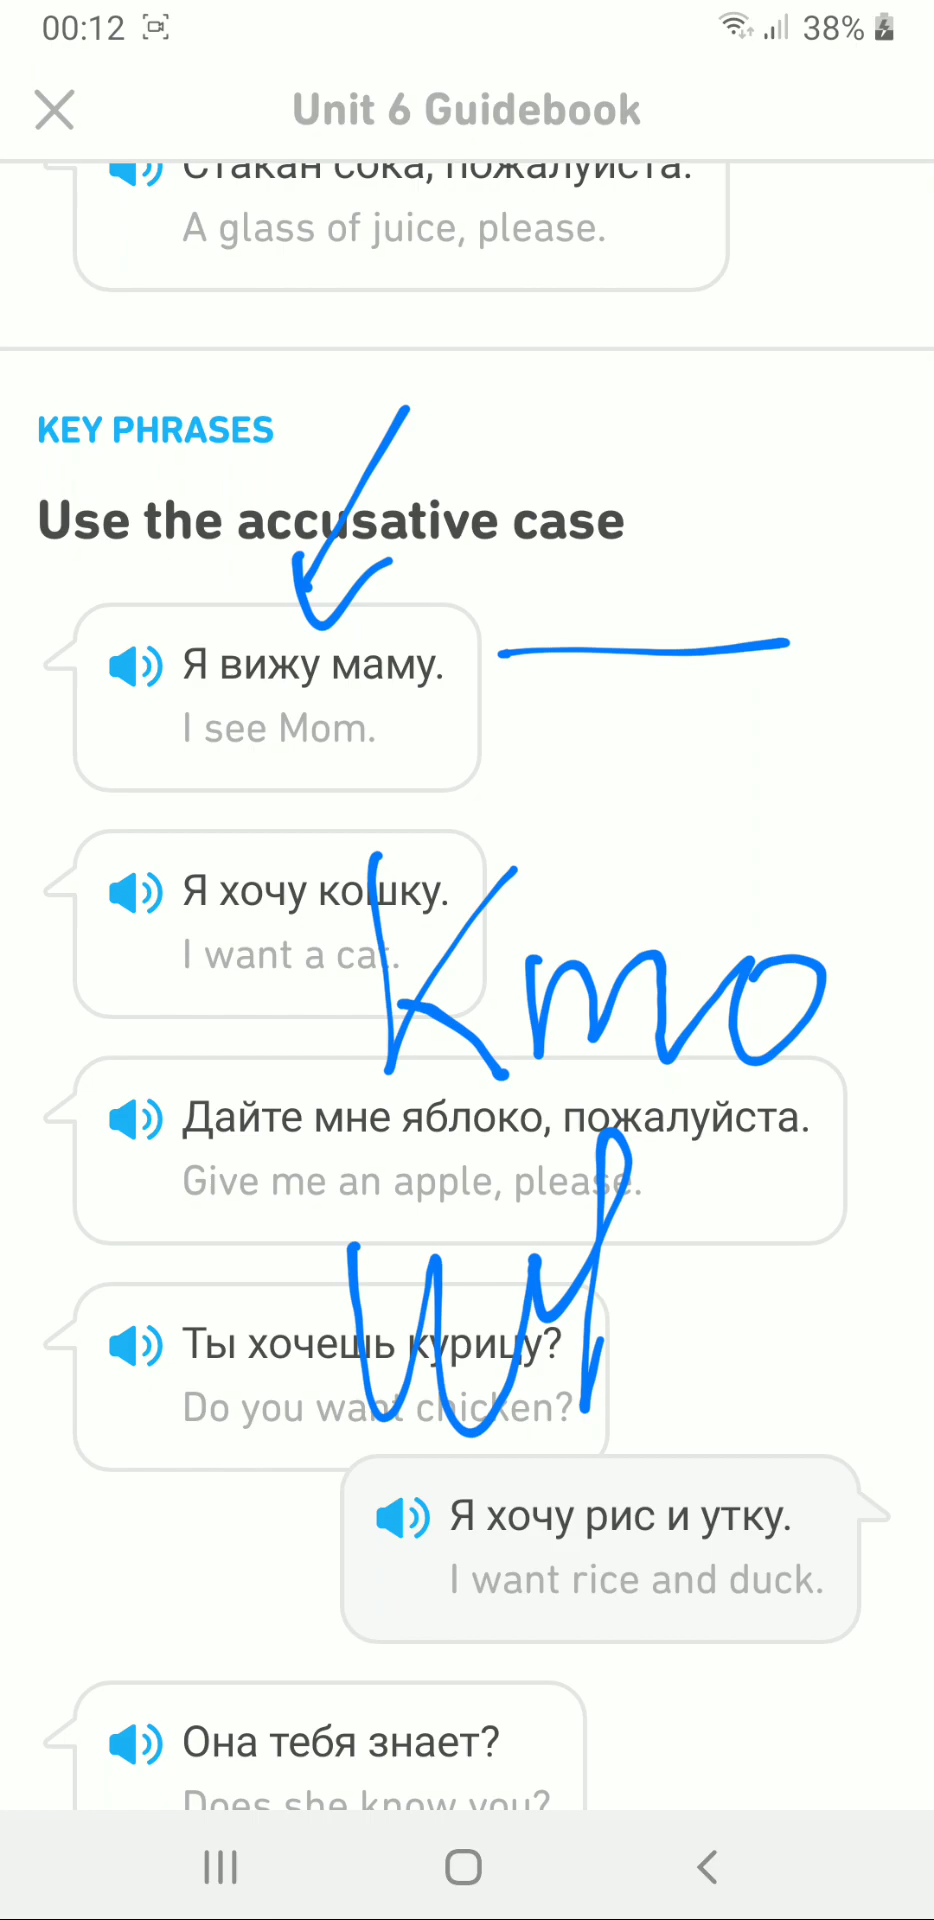 00:12 38%
Unit 6 Guidebook
Стакан сока, пожалуйста.
A glass of juice, please.
KEY PHRASES
Use the accusative case
Я вижу маму.
I see Mom.
Я хочу кошку.
I want a cat.
Кто
Дайте мне яблоко, пожалуйста.
Give me an apple, please.
Ты хочешь курицу?
Do you want chicken?
Я хочу рис и утку.
I want rice and duck.
Она тебя знает?
Does she know you?